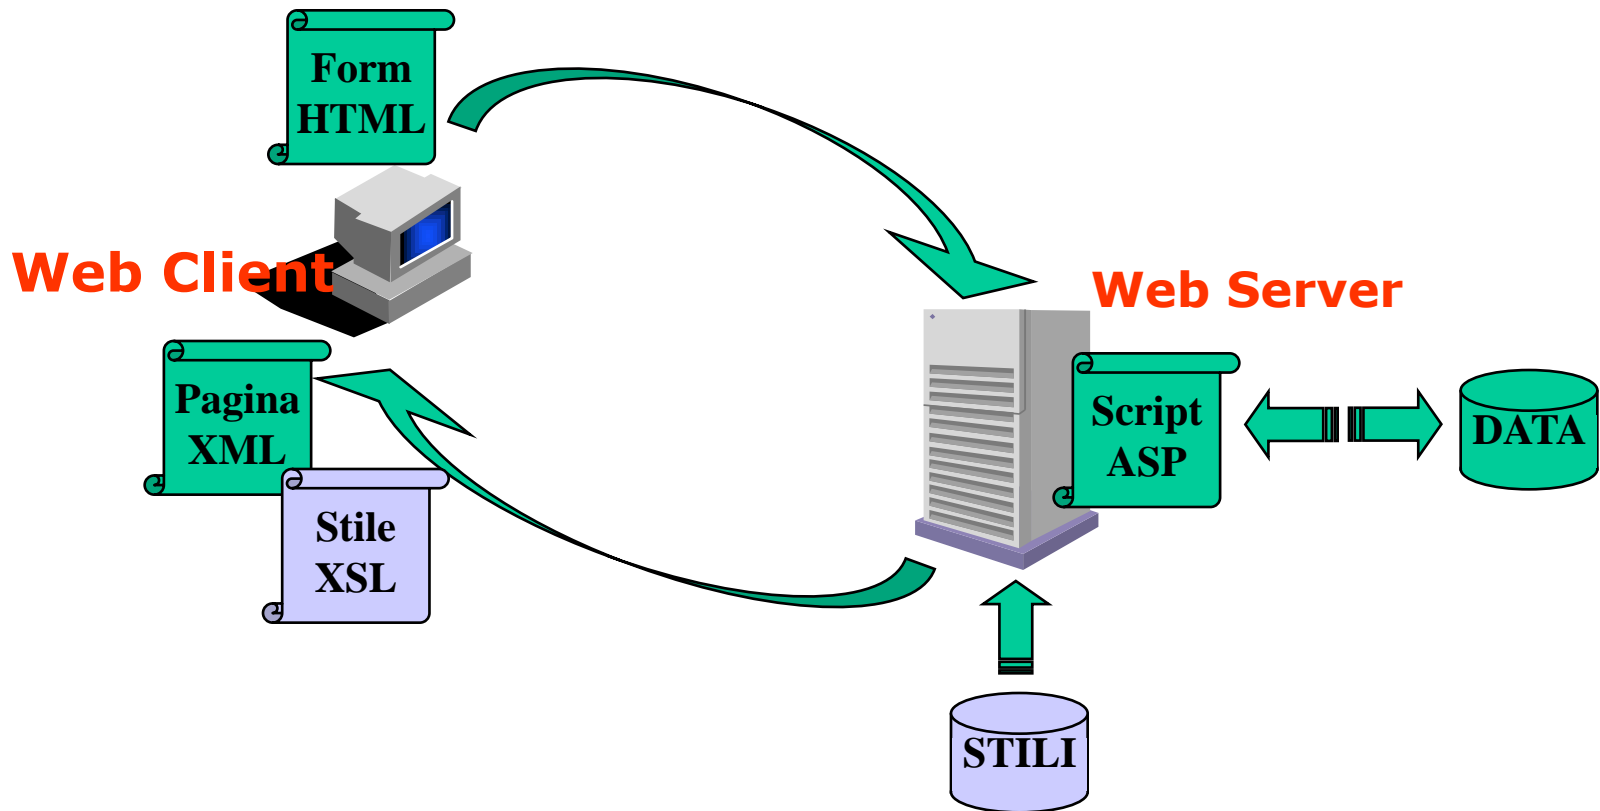 Form
HTML
Web Client
Web Server
Pagina
XML
Script
ASP
DATA
Stile
XSL
STILI